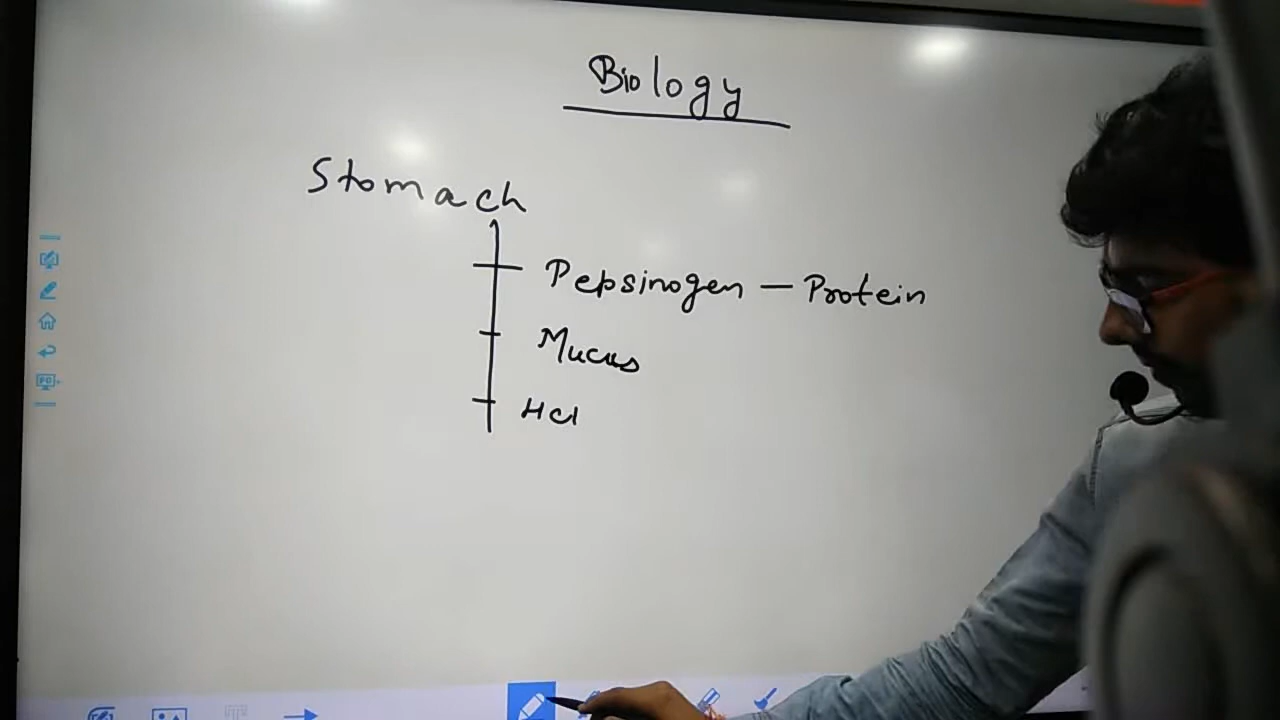 Biology
Stomach
Pepsinogen — Protein
Mucus
HCl